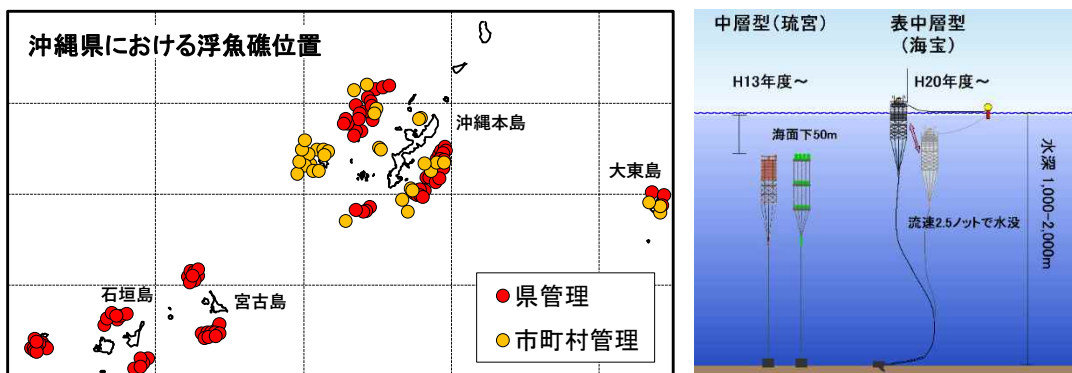 沖縄県における浮魚礁位置
沖縄本島
大東島
石垣島
宮古島
県管理
市町村管理
中層型(琉宮)
表中層型
(海宝)
H13年度～
H20年度～
海面下50m
流速2.5ノットで水没
水深 1,000-2,000m